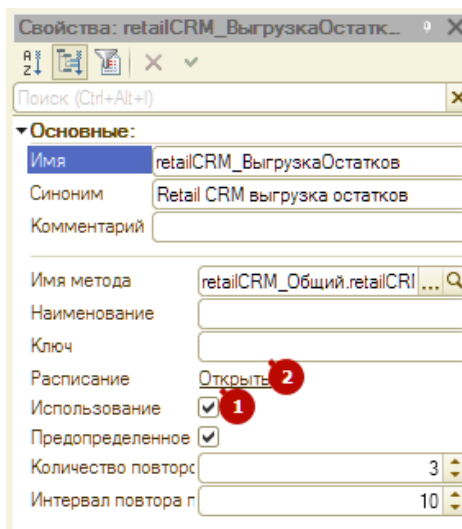 Свойства: retailCRM_ВыгрузкаОстатк...
Поиск (Ctrl+Alt+I)
Основные:
Имя retailCRM_ВыгрузкаОстатков
Синоним Retail CRM выгрузка остатков
Комментарий
Имя метода retailCRM_Общий.retailCRI ...
Наименование
Ключ
Расписание Открыть 2
Использование 1
Предопределенное
Количество повторо 3
Интервал повтора п 10